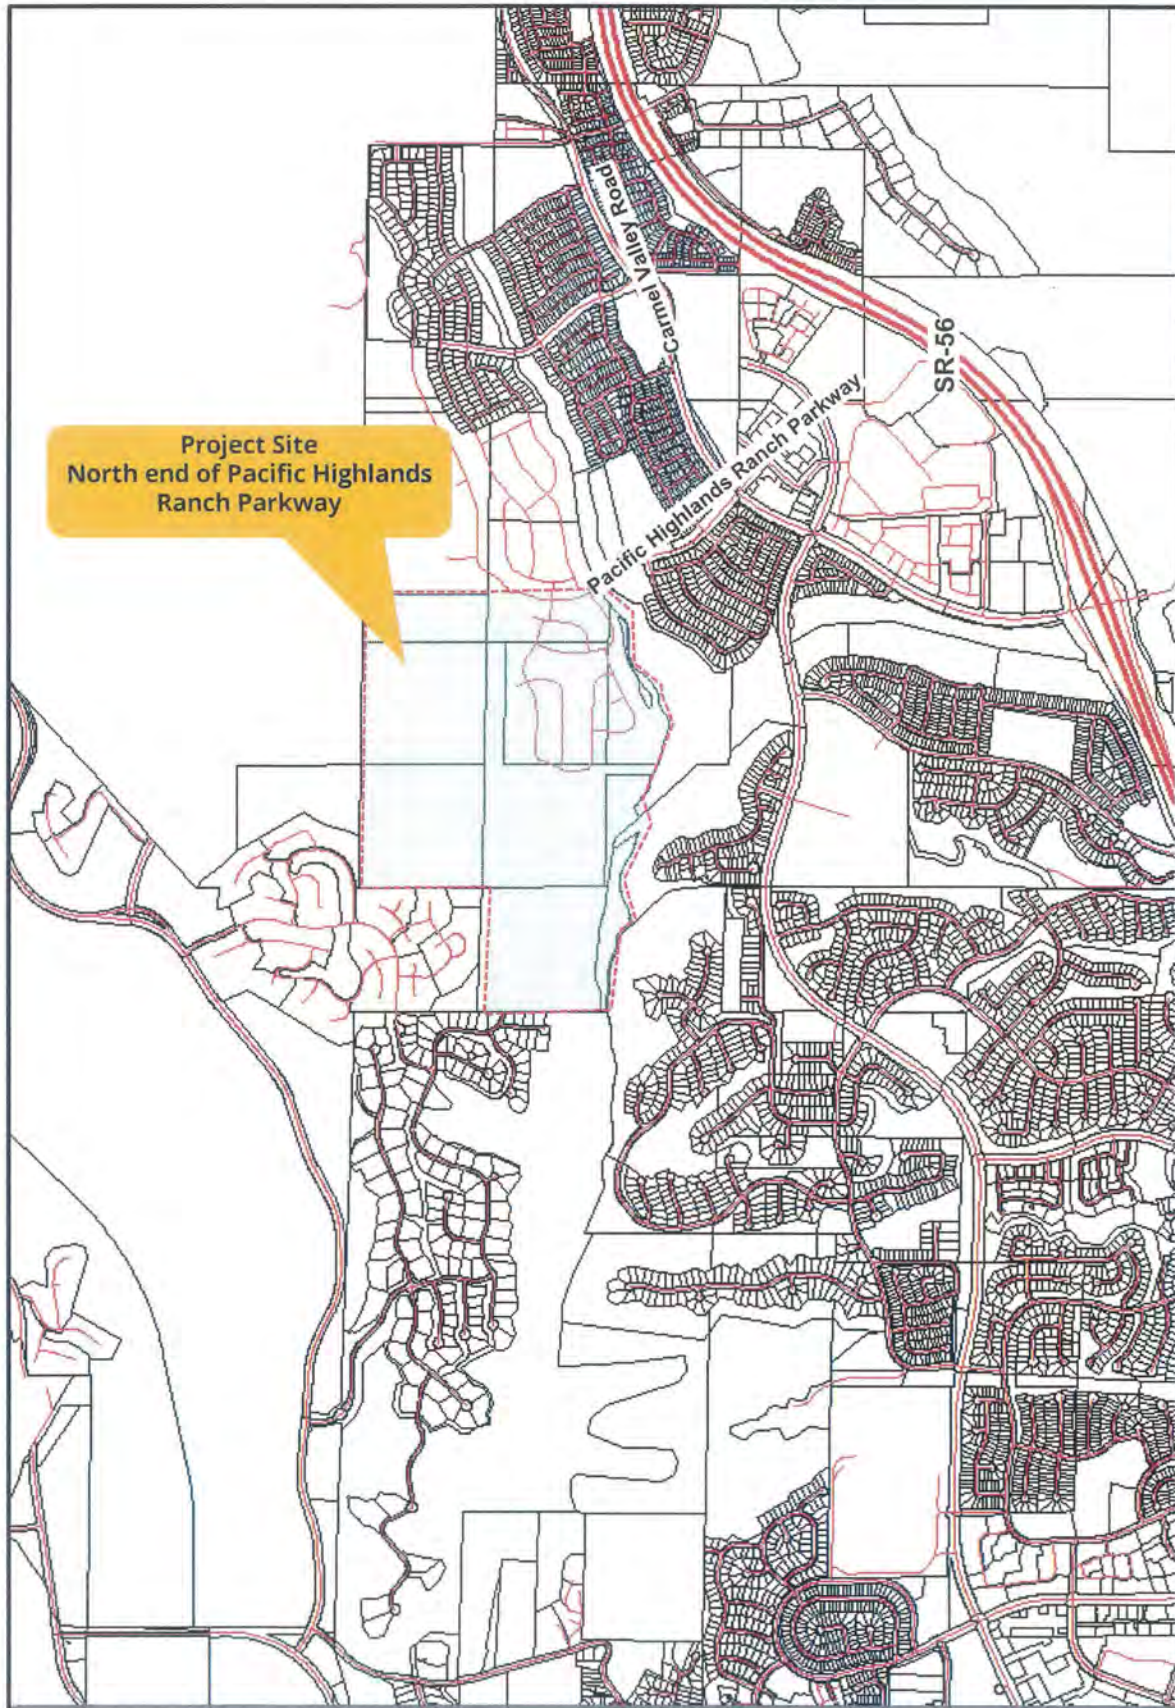 Carmel Valley Road
SR-56
Pacific Highlands Ranch Parkway
Project Site
North end of Pacific Highlands
Ranch Parkway